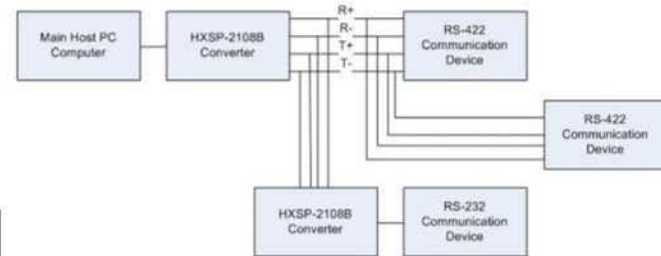 R+
R-
T+
T-
Main Host PC
Computer
HXSP-2108B
Converter
RS-422
Communication
Device
RS-422
Communication
Device
HXSP-2108B
Converter
RS-232
Communication
Device